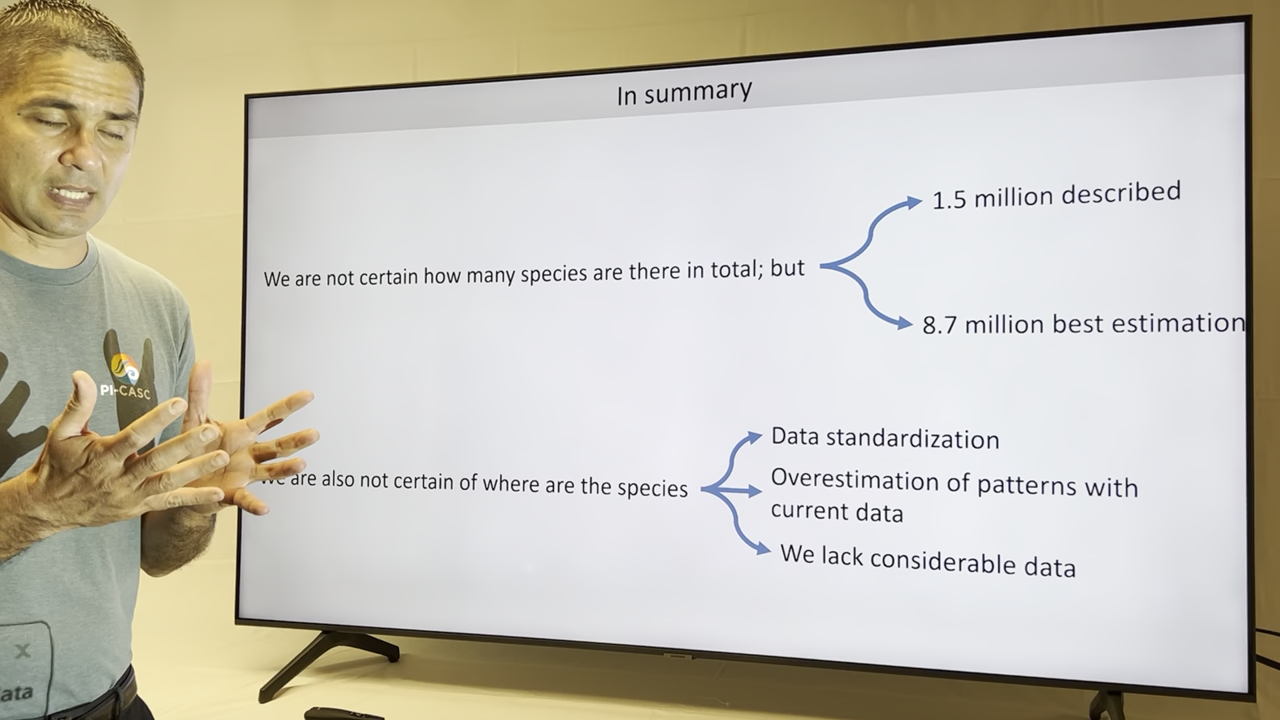 In summary
1.5 million described
We are not certain how many species are there in total; but
8.7 million best estimation
PI-CASC
Data standardization
We are also not certain of where are the species
Overestimation of patterns with
current data
We lack considerable data
x
ata